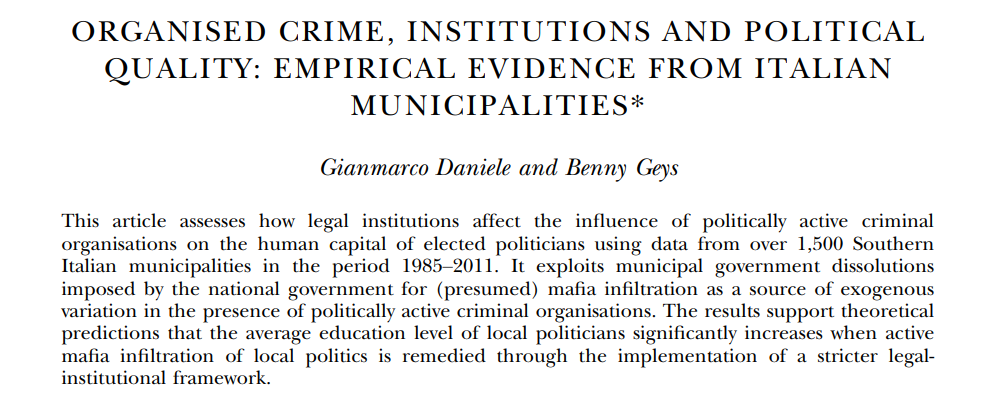 ORGANISED CRIME, INSTITUTIONS AND POLITICAL
QUALITY: EMPIRICAL EVIDENCE FROM ITALIAN
MUNICIPALITIES*
Gianmarco Daniele and Benny Geys
This article assesses how legal institutions affect the influence of politically active criminal
organisations on the human capital of elected politicians using data from over 1,500 Southern
Italian municipalities in the period 1985–2011. It exploits municipal government dissolutions
imposed by the national government for (presumed) mafia infiltration as a source of exogenous
variation in the presence of politically active criminal organisations. The results support theoretical
predictions that the average education level of local politicians significantly increases when active
mafia infiltration of local politics is remedied through the implementation of a stricter legal-
institutional framework.